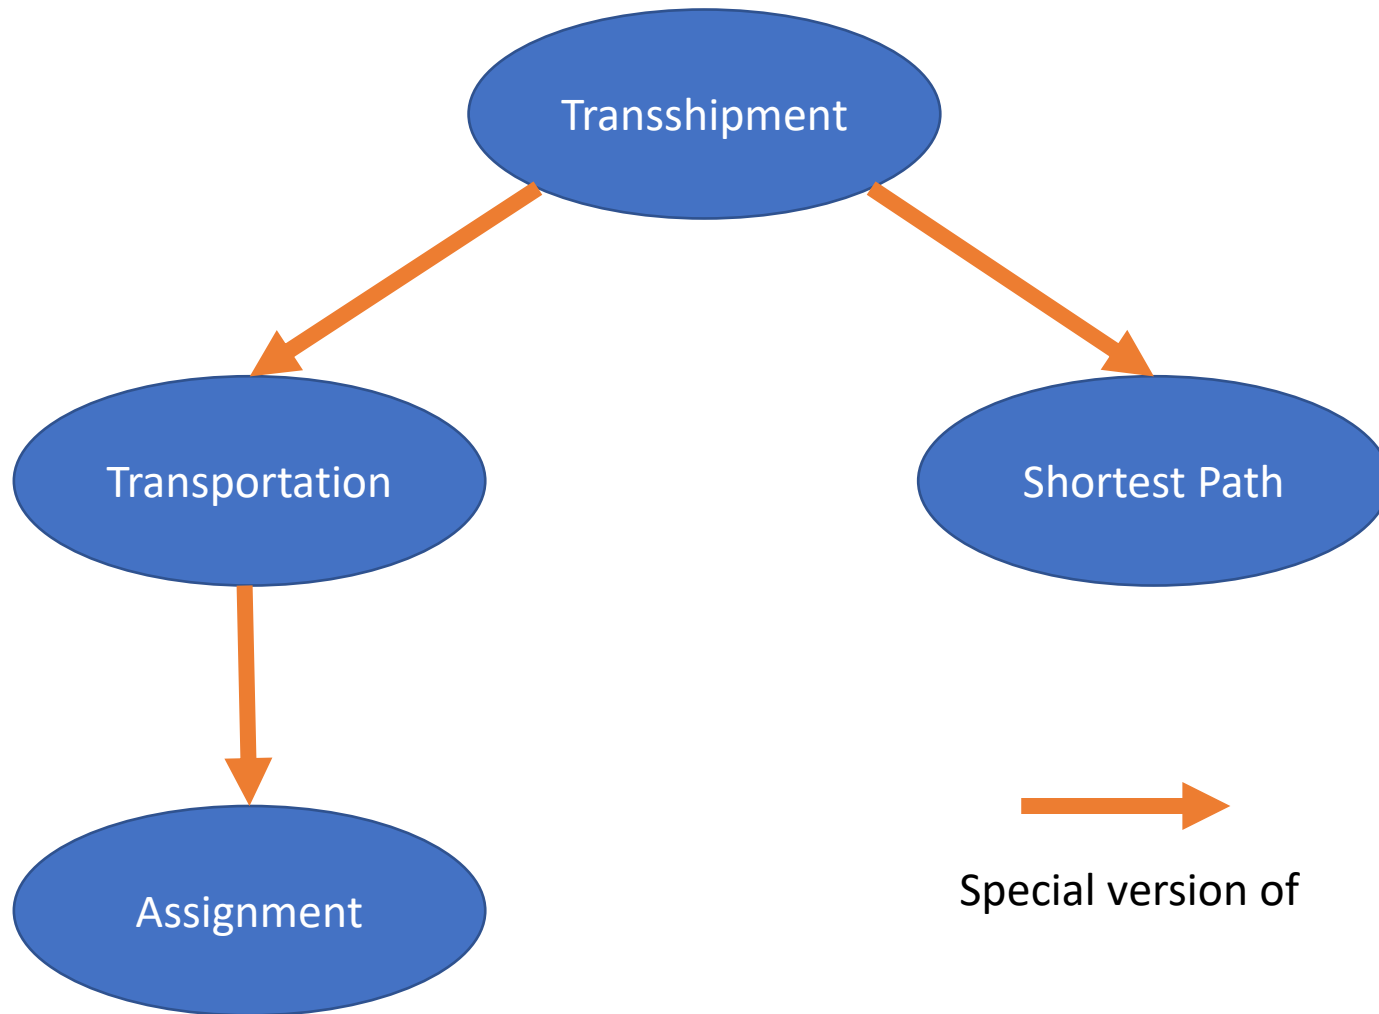 Transshipment
Transportation
Shortest Path
Assignment
Special version of